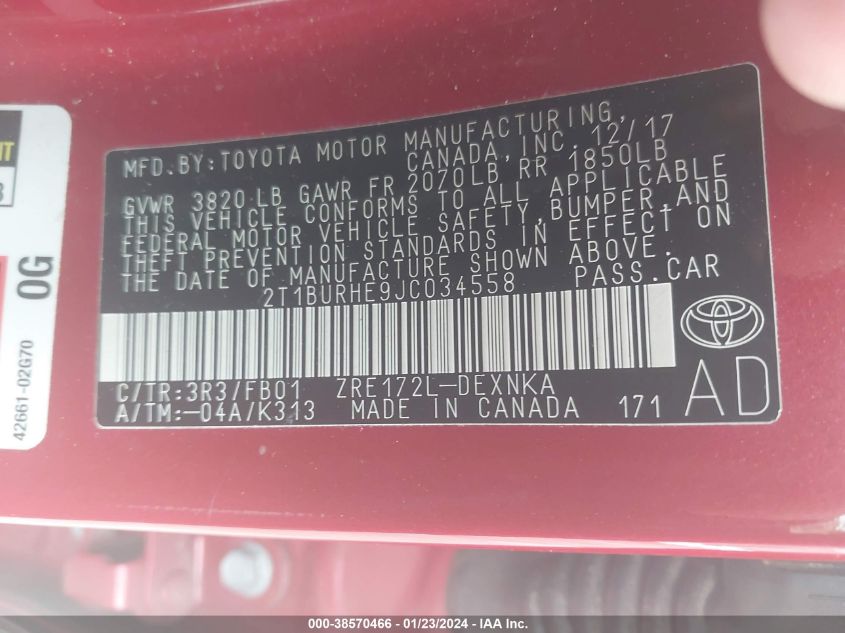 MFD. BY: TOYOTA MOTOR MANUFACTURING,
CANADA, INC. 12/17
GVWR 3820 LB GAWR FR 2070LB RR 1850LB
THIS VEHICLE CONFORMS TO ALL APPLICABLE
FEDERAL MOTOR VEHICLE SAFETY, BUMPER, AND
THEFT PREVENTION STANDARDS IN EFFECT ON
THE DATE OF MANUFACTURE SHOWN ABOVE.
2T1BURHE9JC034558 PASS. CAR
C/TR: 3R3/FB01 ZRE172L-DEXNKA
A/TM: -04A/K313 MADE IN CANADA 171
AD
0G
42661-02G70
000-38570466 - 01/23/2024 - IAA Inc.